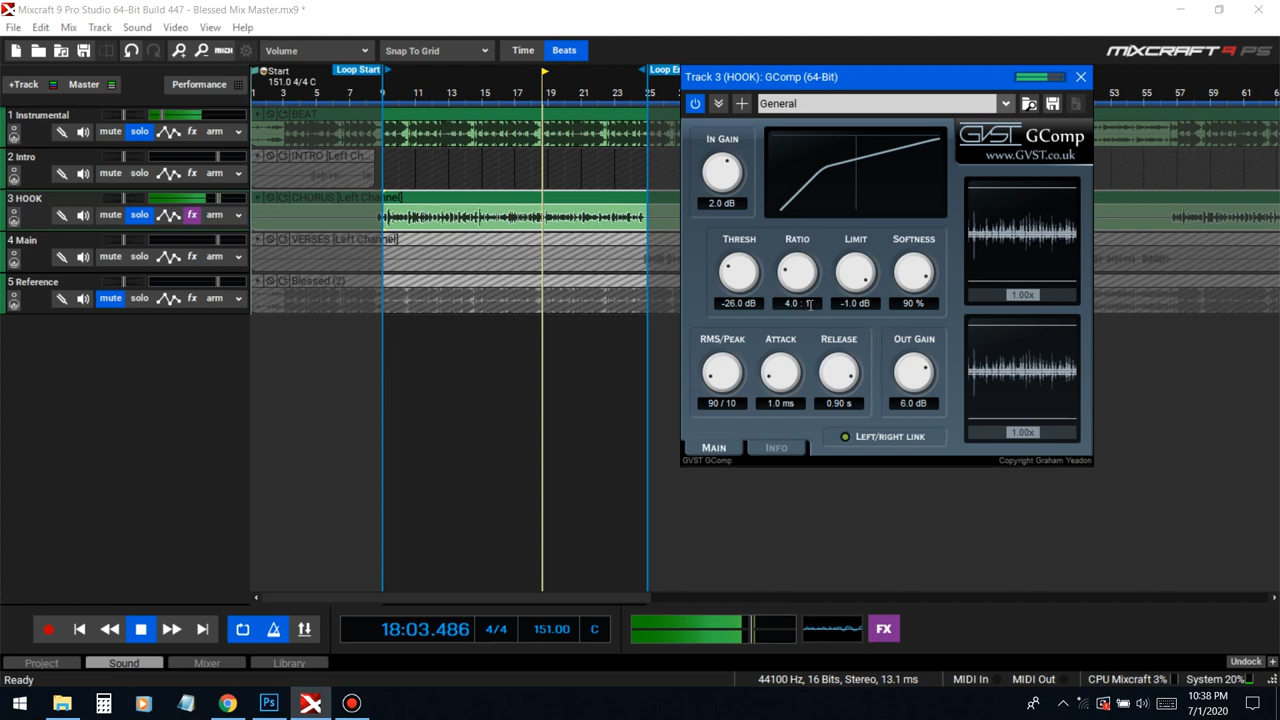 Mixcraft 9 Pro Studio 64-Bit Build 447 - Blessed Mix Master.mx9 *
File Edit Mix Track Sound Video View Help
Volume Snap To Grid Time Beats MIXCRAFT 9 PS
+Track Master Performance
Start Loop Start Loop En
151.0 4/4 C
1 3 5 7 9 11 13 15 17 19 21 23 25 53 55 57 59 61 63
1 Instrumental BEAT
mute solo fx arm
2 Intro INTRO [Left Ch...
mute solo fx arm
3 HOOK CHORUS [Left Channel]
mute solo fx arm
4 Main VERSES [Left Channel]
mute solo fx arm
5 Reference Blessed (2)
mute solo fx arm
Track 3 (HOOK): GComp (64-Bit)
General
IN GAIN
2.0 dB
GVST GComp
www.GVST.co.uk
THRESH RATIO LIMIT SOFTNESS
-26.0 dB 4.0 : 1 -1.0 dB 90 %
1.00x
RMS/PEAK ATTACK RELEASE OUT GAIN
90 / 10 1.0 ms 0.90 s 6.0 dB
1.00x
LEFT/RIGHT LINK
MAIN INFO
GVST GComp Copyright Graham Yeadon
18:03.486 4/4 151.00 C FX
Project Sound Mixer Library Undock
Ready 44100 Hz, 16 Bits, Stereo, 13.1 ms MIDI In MIDI Out CPU Mixcraft 3% System 20%
Ps
10:38 PM
7/1/2020